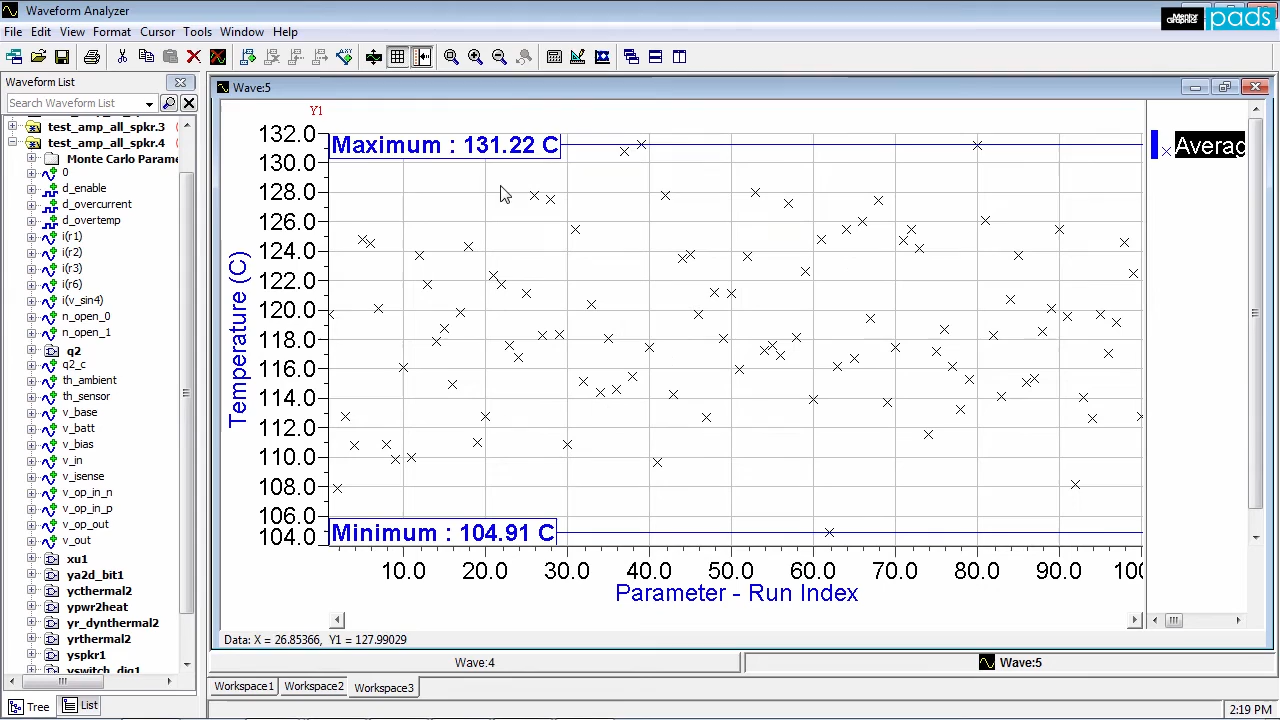 Waveform Analyzer
Mentor Graphics pads
File Edit View Format Cursor Tools Window Help
Waveform List
Search Waveform List
test_amp_all_spkr.3
test_amp_all_spkr.4
Monte Carlo Parame
0
d_enable
d_overcurrent
d_overtemp
i(r1)
i(r2)
i(r3)
i(r6)
i(v_sin4)
n_open_0
n_open_1
q2
q2_c
th_ambient
th_sensor
v_base
v_batt
v_bias
v_in
v_isense
v_op_in_n
v_op_in_p
v_op_out
v_out
xu1
ya2d_bit1
ycthermal2
ypwr2heat
yr_dynthermal2
yrthermal2
yspkr1
yswitch_dig1
Tree List
Wave:5
Y1
132.0
130.0
128.0
126.0
124.0
122.0
120.0
118.0
116.0
114.0
112.0
110.0
108.0
106.0
104.0
Temperature (C)
Maximum : 131.22 C
Minimum : 104.91 C
Averag
10.0 20.0 30.0 40.0 50.0 60.0 70.0 80.0 90.0 100
Parameter - Run Index
Data: X = 26.85366, Y1 = 127.99029
Wave:4 Wave:5
Workspace1 Workspace2 Workspace3
2:19 PM